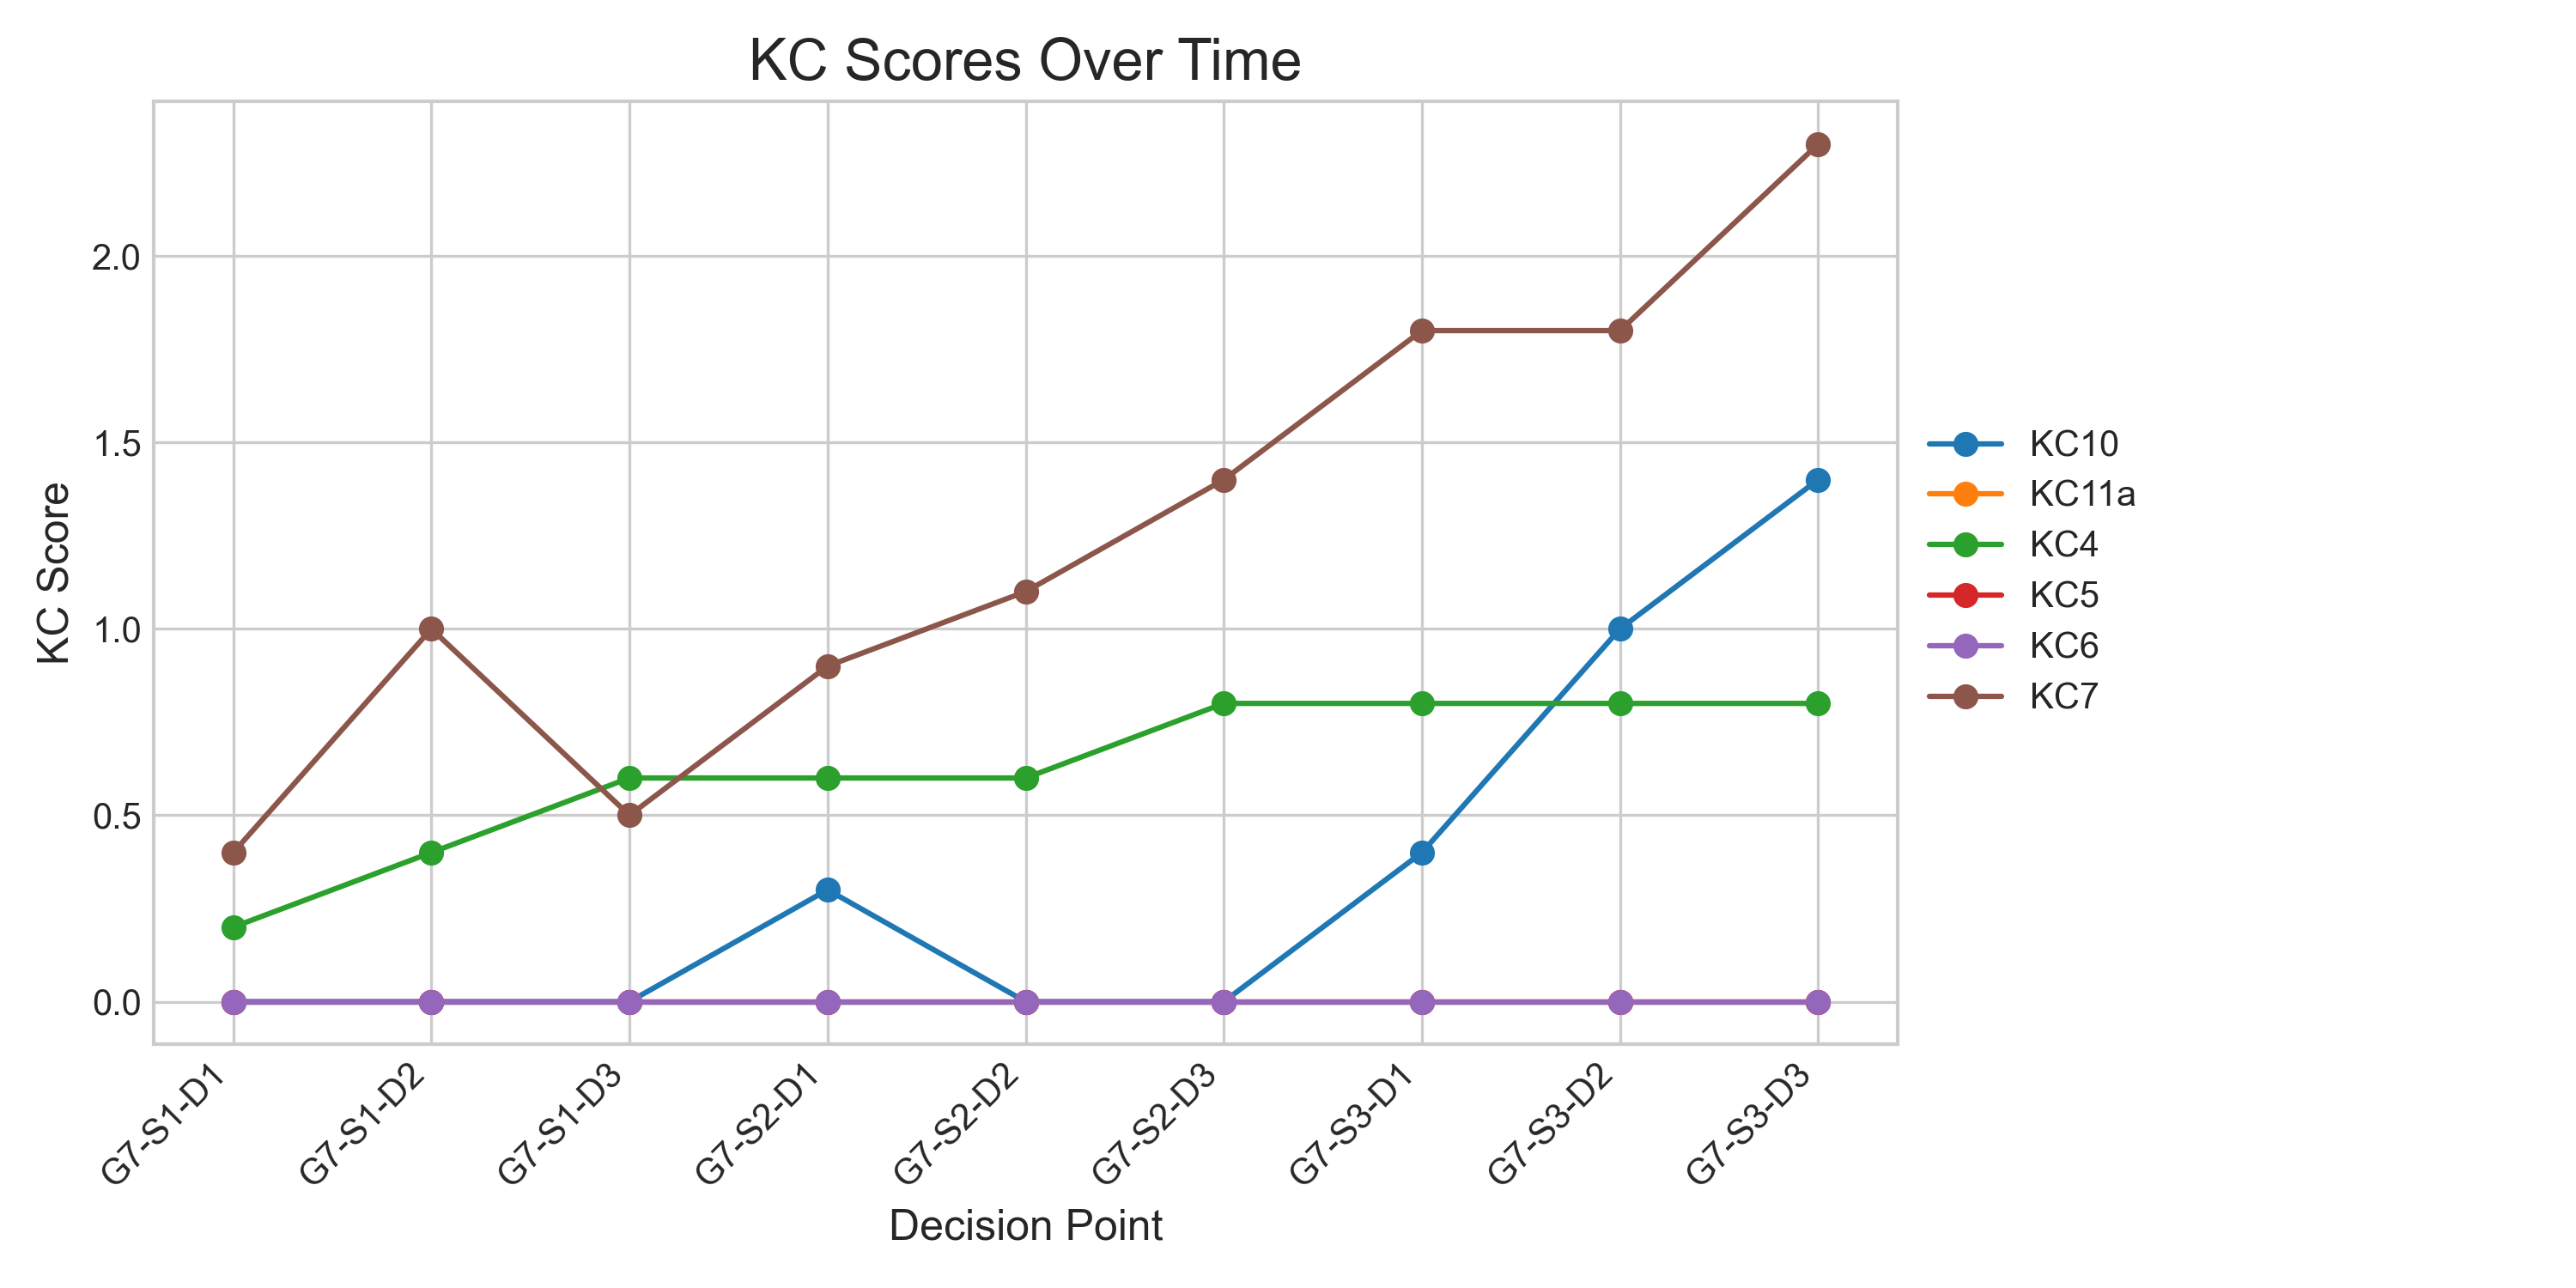 KC Scores Over Time
KC Score
2.0
1.5
1.0
0.5
0.0
G7-S1-D1
G7-S1-D2
G7-S1-D3
G7-S2-D1
G7-S2-D2
G7-S2-D3
G7-S3-D1
G7-S3-D2
G7-S3-D3
Decision Point
KC10
KC11a
KC4
KC5
KC6
KC7